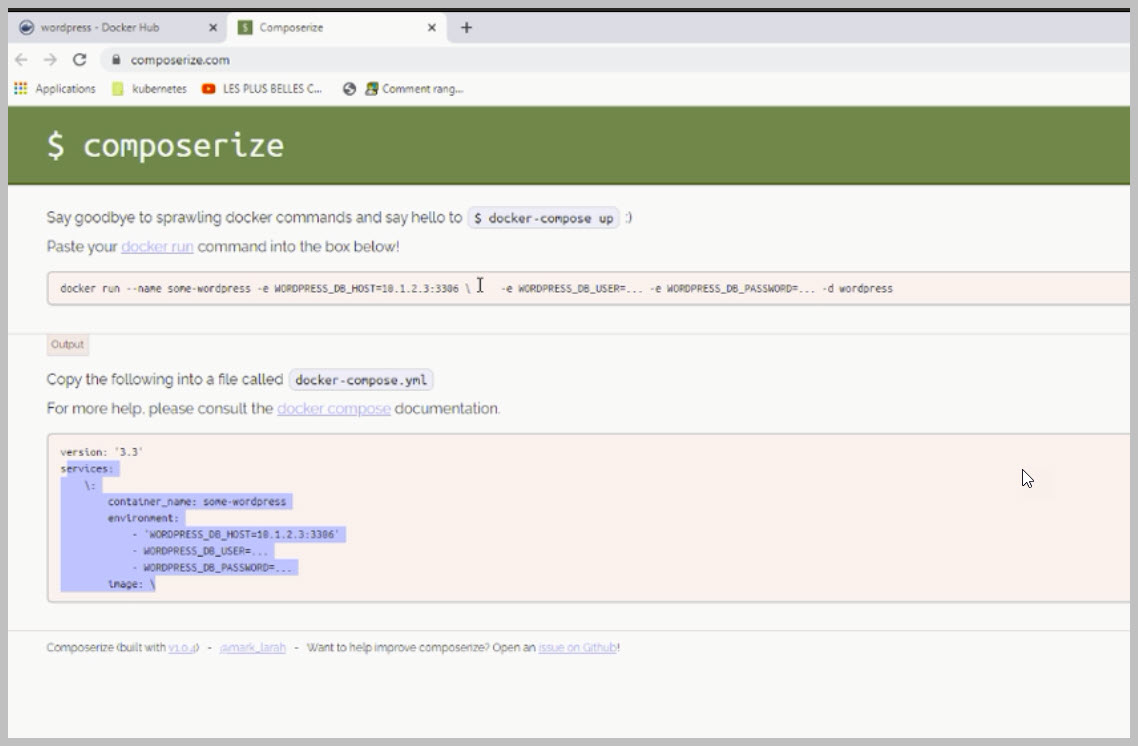 wordpress - Docker Hub
Composerize
composerize.com
Applications kubernetes LES PLUS BELLES C... Comment rang...
$ composerize
Say goodbye to sprawling docker commands and say hello to $ docker-compose up :)
Paste your docker run command into the box below!
docker run --name some-wordpress -e WORDPRESS_DB_HOST=10.1.2.3:3306 \ -e WORDPRESS_DB_USER=... -e WORDPRESS_DB_PASSWORD=... -d wordpress
Output
Copy the following into a file called docker-compose.yml
For more help, please consult the docker compose documentation.
version: '3.3'
services:
\:
container_name: some-wordpress
environment:
- 'WORDPRESS_DB_HOST=10.1.2.3:3306'
- WORDPRESS_DB_USER=...
- WORDPRESS_DB_PASSWORD=...
image: \
Composerize (built with v1.0.4) - @mark_larah - Want to help improve composerize? Open an issue on Github!